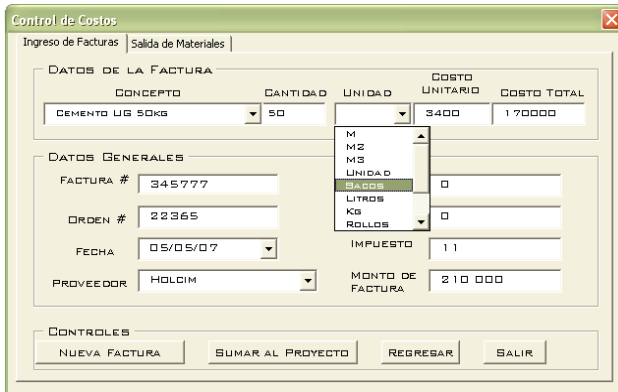 Control de Costos
Ingreso de Facturas
Salida de Materiales
Datos de la Factura
Concepto
Cantidad
Unidad
Costo Unitario
Costo Total
Cemento UG 50kg
50
3400
170000
M
M2
M3
Unidad
Sacos
Litros
Kg
Rollos
Datos Generales
Factura #
345777
0
Orden #
22365
0
Fecha
05/05/07
Impuesto
11
Proveedor
Holcim
Monto de Factura
210 000
Controles
Nueva Factura
Sumar al Proyecto
Regresar
Salir